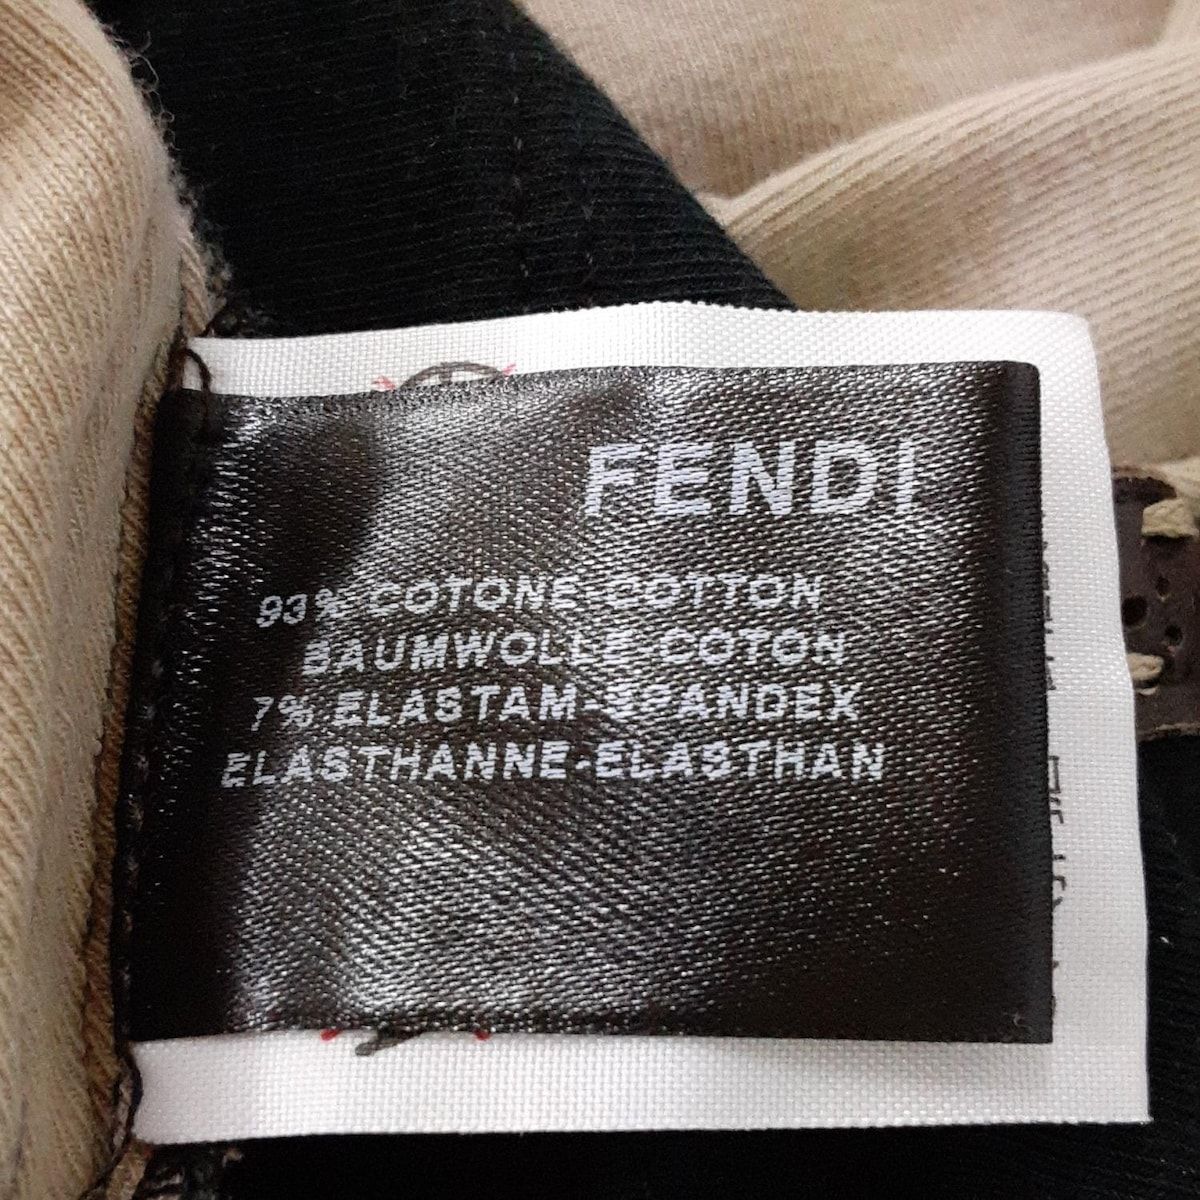 FENDI
93% COTONE-COTTON
BAUMWOLLE-COTON
7% ELASTAM-SPANDEX
ELASTHANNE-ELASTHAN